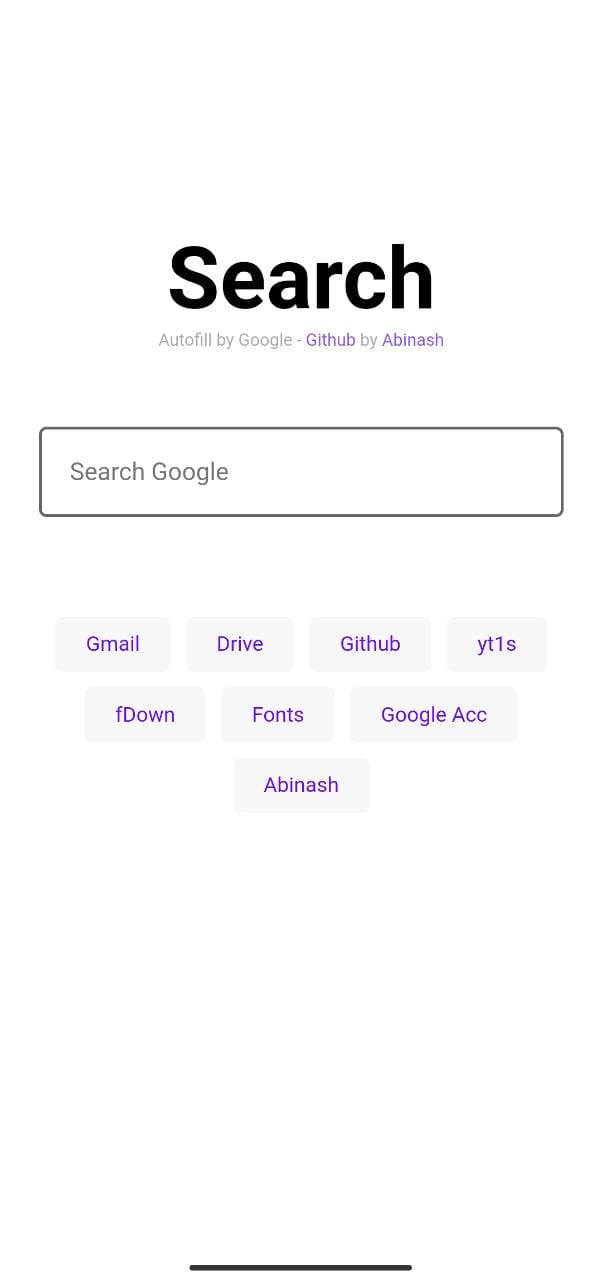 Search
Autofill by Google - Github by Abinash
Search Google
Gmail Drive Github yt1s
fDown Fonts Google Acc
Abinash